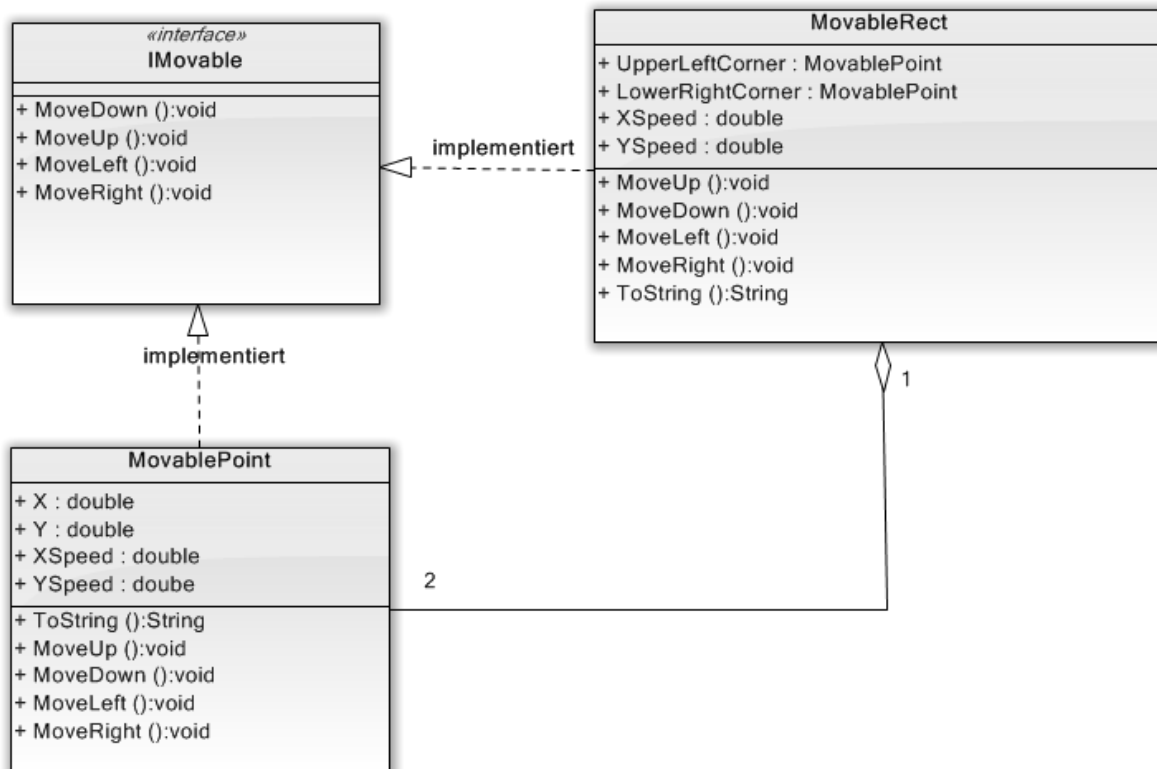 «interface»
IMovable
+ MoveDown ():void
+ MoveUp ():void
+ MoveLeft ():void
+ MoveRight ():void
implementiert
MovableRect
+ UpperLeftCorner : MovablePoint
+ LowerRightCorner : MovablePoint
+ XSpeed : double
+ YSpeed : double
+ MoveUp ():void
+ MoveDown ():void
+ MoveLeft ():void
+ MoveRight ():void
+ ToString ():String
implementiert
1
MovablePoint
+ X : double
+ Y : double
+ XSpeed : double
+ YSpeed : doube
+ ToString ():String
+ MoveUp ():void
+ MoveDown ():void
+ MoveLeft ():void
+ MoveRight ():void
2